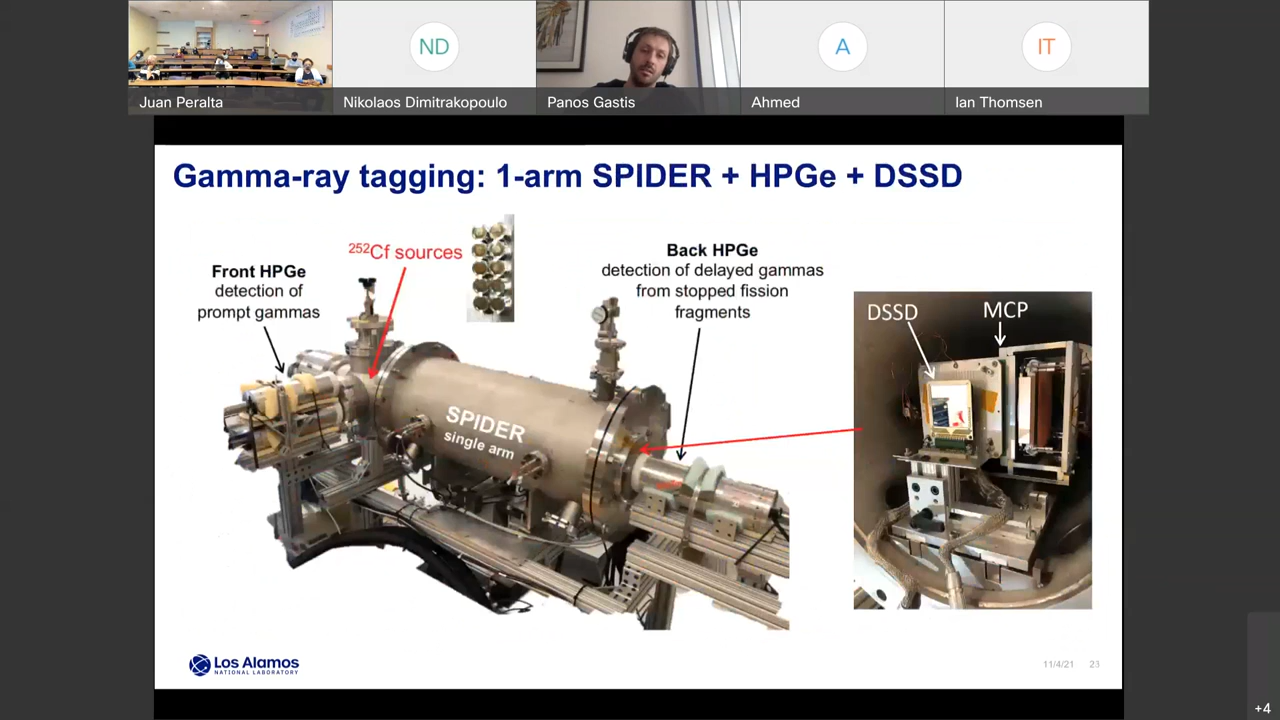 ND
A
IT
Juan Peralta
Nikolaos Dimitrakopoulo
Panos Gastis
Ahmed
Ian Thomsen
Gamma-ray tagging: 1-arm SPIDER + HPGe + DSSD
252Cf sources
Front HPGe
detection of
prompt gammas
Back HPGe
detection of delayed gammas
from stopped fission
fragments
SPIDER
single arm
DSSD
MCP
Los Alamos
NATIONAL LABORATORY
11/4/21 23
+4